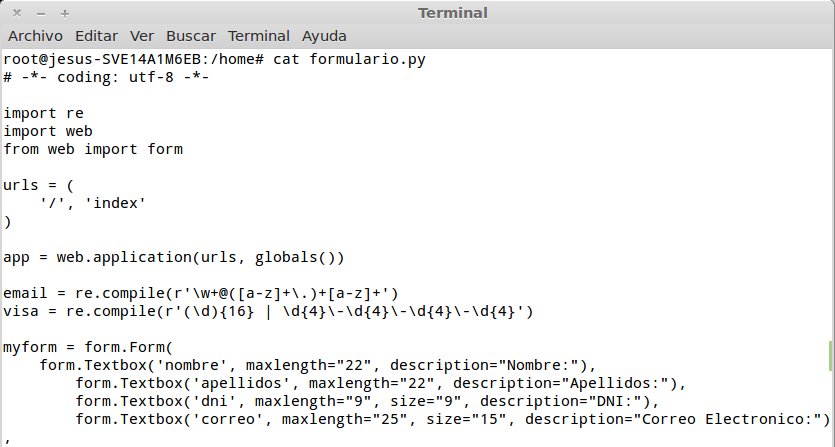 Terminal
Archivo Editar Ver Buscar Terminal Ayuda
root@jesus-SVE14A1M6EB:/home# cat formulario.py
# -*- coding: utf-8 -*-

import re
import web
from web import form

urls = (
    '/', 'index'
)

app = web.application(urls, globals())

email = re.compile(r'\w+@([a-z]+\.)+[a-z]+')
visa = re.compile(r'(\d){16} | \d{4}\-\d{4}\-\d{4}\-\d{4}')

myform = form.Form(
    form.Textbox('nombre', maxlength="22", description="Nombre:"),
        form.Textbox('apellidos', maxlength="22", description="Apellidos:"),
        form.Textbox('dni', maxlength="9", size="9", description="DNI:"),
        form.Textbox('correo', maxlength="25", size="15", description="Correo Electronico:")
,